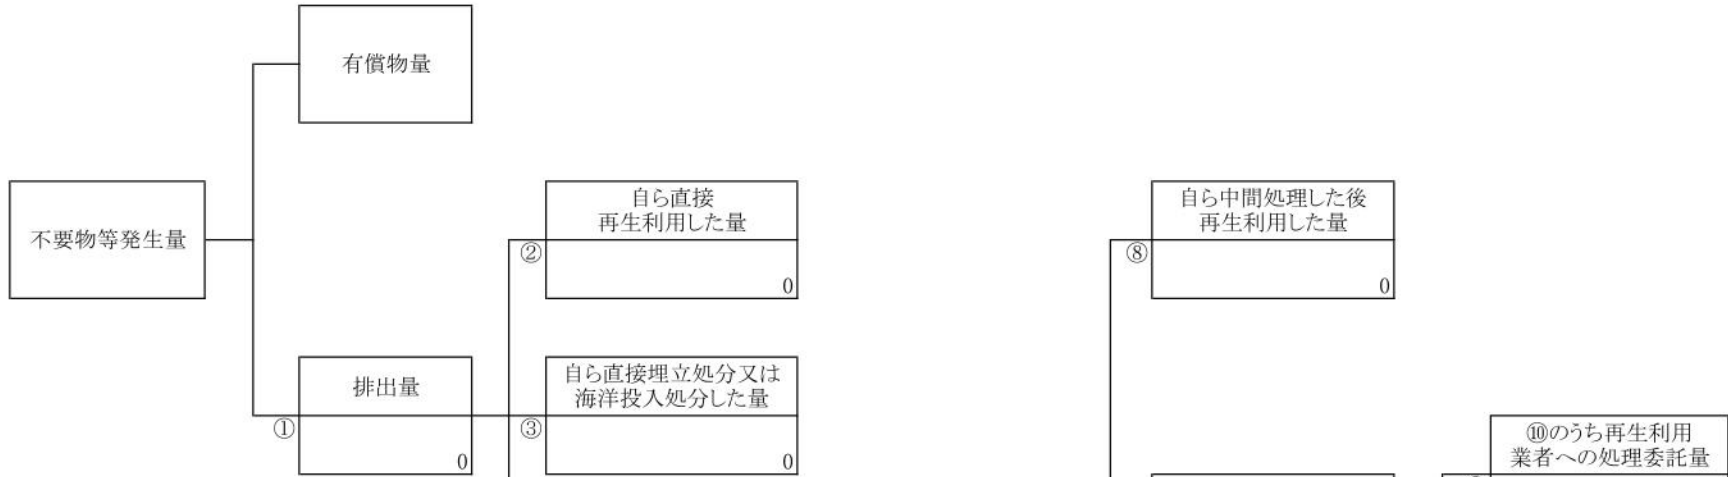 有償物量
不要物等発生量
自ら直接
再生利用した量
②
0
自ら中間処理した後
再生利用した量
⑧
0
排出量
①
0
自ら直接埋立処分又は
海洋投入処分した量
③
0
⑩のうち再生利用
業者への処理委託量